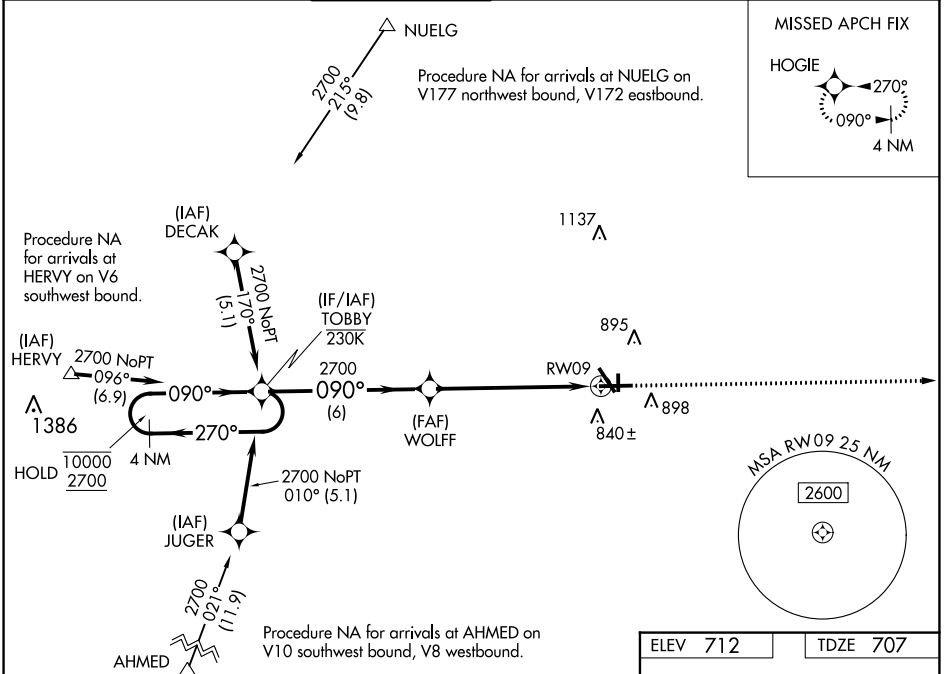 NUELG
2700
215°
(9.8)
Procedure NA for arrivals at NUELG on
V177 northwest bound, V172 eastbound.
MISSED APCH FIX
HOGIE
270°
090°
4 NM
(IAF)
DECAK
2700 NoPT
170°
(5.1)
1137
Procedure NA
for arrivals at
HERVY on V6
southwest bound.
(IF/IAF)
TOBBY
230K
895
(IAF)
HERVY
2700 NoPT
096°
(6.9)
090°
2700
090°
(6)
RW09
1386
270°
(FAF)
WOLFF
898
840±
HOLD
10000
2700
4 NM
2700 NoPT
010° (5.1)
MSA RW09 25 NM
2600
(IAF)
JUGER
2700
021°
(11.9)
AHMED
Procedure NA for arrivals at AHMED on
V10 southwest bound, V8 westbound.
ELEV 712
TDZE 707